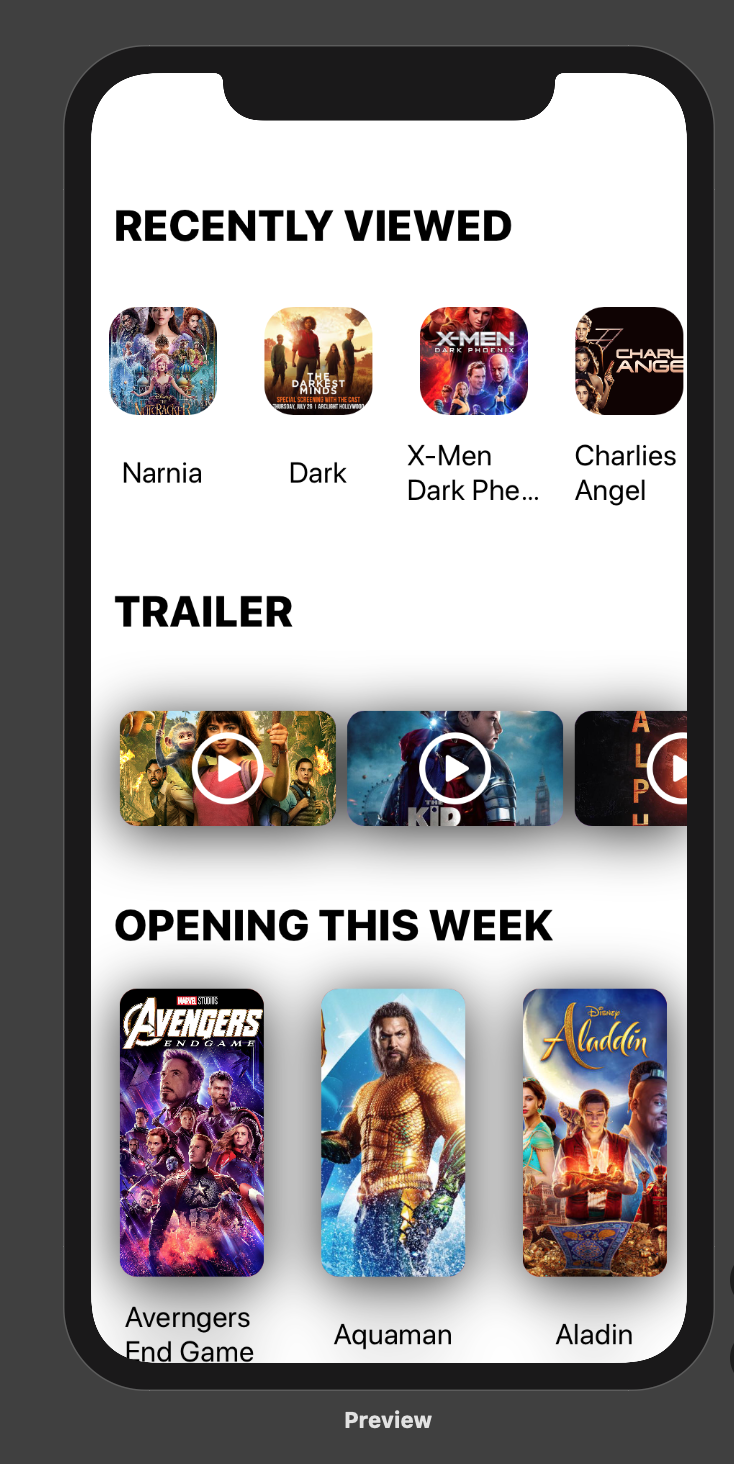 RECENTLY VIEWED
DISNEY
THE
NUTCRACKER
THE
DARKEST
MINDS
SPECIAL SCREENING WITH THE CAST
THURSDAY, JULY 26 | ARCLIGHT HOLLYWOOD
X-MEN
DARK PHOENIX
CHARL
ANGE
Narnia
Dark
X-Men
Dark Phe...
Charlies
Angel
TRAILER
THE
KID
A
L
P
H
OPENING THIS WEEK
MARVEL STUDIOS
AVENGERS
ENDGAME
Disney
Aladdin
Averngers
End Game
Aquaman
Aladin
Preview